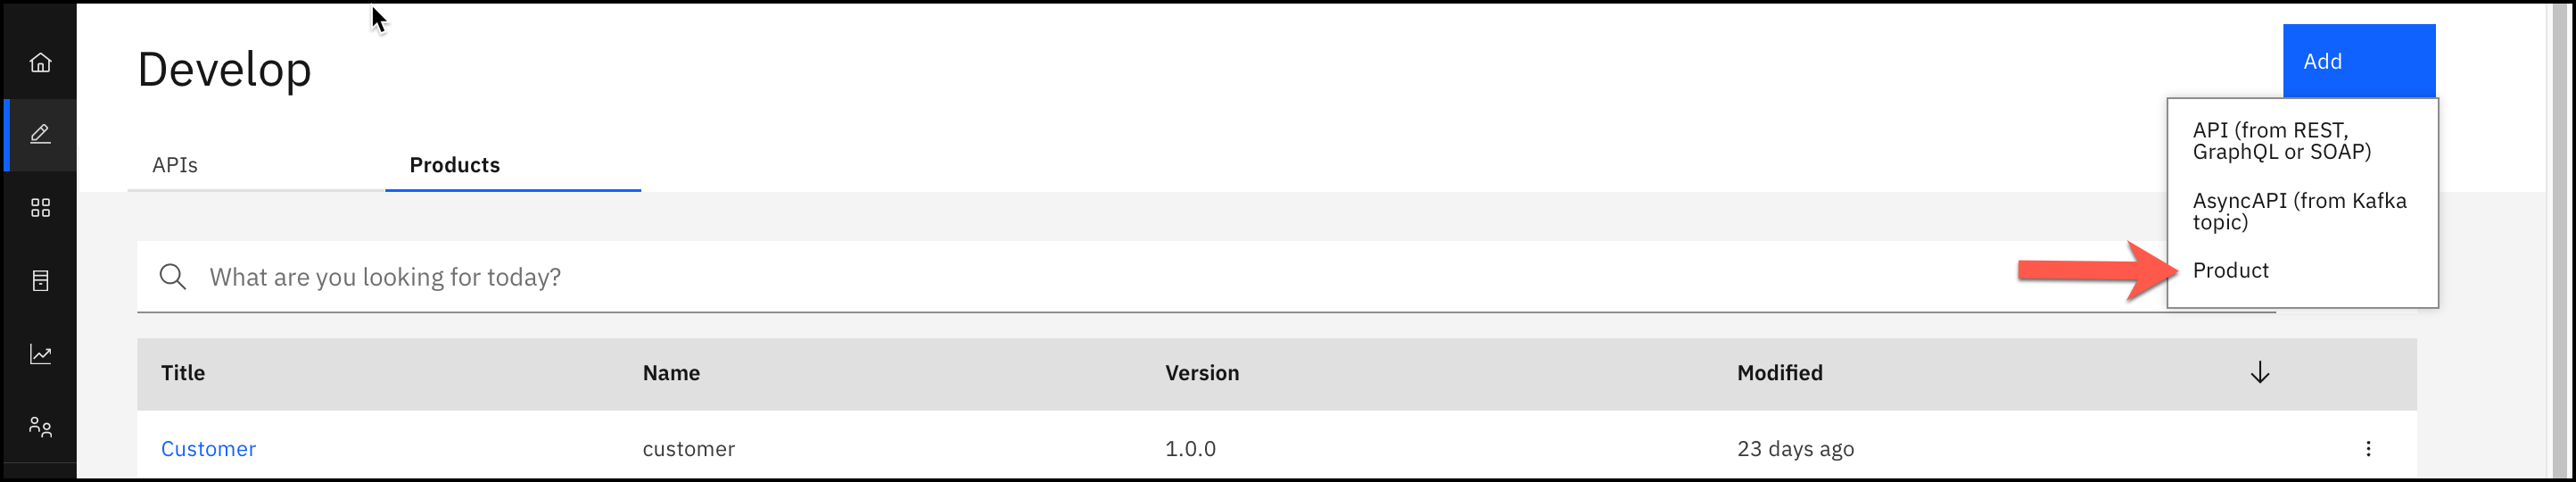 Develop
Add
APIs
Products
API (from REST,
GraphQL or SOAP)
AsyncAPI (from Kafka
topic)
Product
What are you looking for today?
Title Name Version Modified
Customer customer 1.0.0 23 days ago